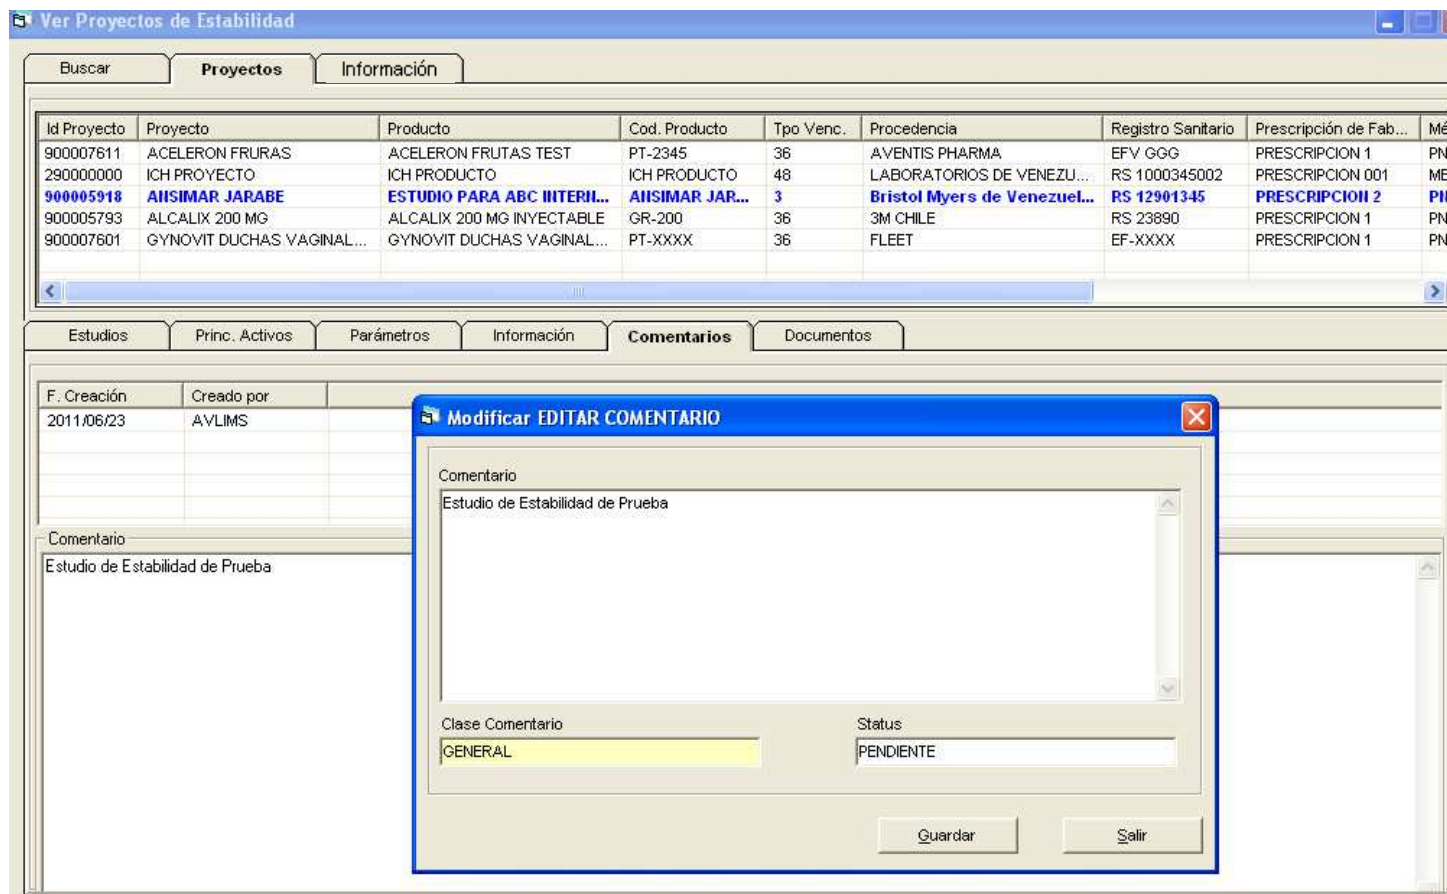 Ver Proyectos de Estabilidad
Buscar Proyectos Información
Id Proyecto Proyecto Producto Cod. Producto Tpo Venc. Procedencia Registro Sanitario Prescripción de Fab...
900007611 ACELERON FRURAS ACELERON FRUTAS TEST PT-2345 36 AVENTIS PHARMA EFV GGG PRESCRIPCION 1 PN
290000000 ICH PROYECTO ICH PRODUCTO ICH PRODUCTO 48 LABORATORIOS DE VENEZU... RS 1000345002 PRESCRIPCION 001 ME
900005918 ANSIMAR JARABE ESTUDIO PARA ABC INTERN... ANSIMAR JAR... 3 Bristol Myers de Venezuel... RS 12901345 PRESCRIPCION 2 PN
900005793 ALCALIX 200 MG ALCALIX 200 MG INYECTABLE GR-200 36 3M CHILE RS 23890 PRESCRIPCION 1 PN
900007601 GYNOVIT DUCHAS VAGINAL... GYNOVIT DUCHAS VAGINAL... PT-XXXX 36 FLEET EF-XXXX PRESCRIPCION 1 PN
Estudios Princ. Activos Parámetros Información Comentarios Documentos
F. Creación Creado por
2011/06/23 AVLIMS
Comentario
Estudio de Estabilidad de Prueba
Modificar EDITAR COMENTARIO
Comentario
Estudio de Estabilidad de Prueba
Clase Comentario Status
GENERAL PENDIENTE
Guardar Salir